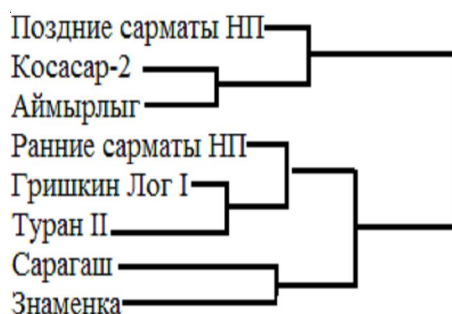 Поздние сарматы НП
Косасар-2
Аймырлыг
Ранние сарматы НП
Гришкин Лог I
Туран II
Сарагаш
Знаменка